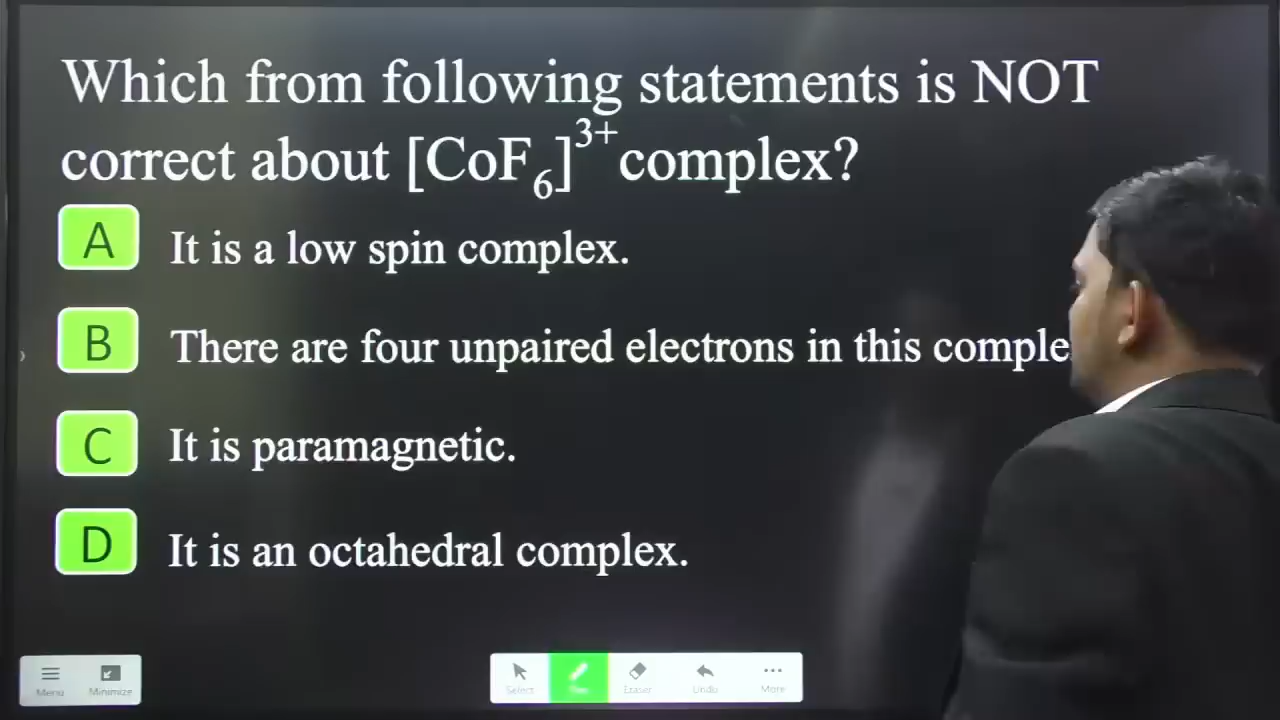 Which from following statements is NOT
correct about [CoF₆]³⁺ complex?
A It is a low spin complex.
B There are four unpaired electrons in this comple
C It is paramagnetic.
D It is an octahedral complex.
Menu Minimize Select Pen Eraser Undo More